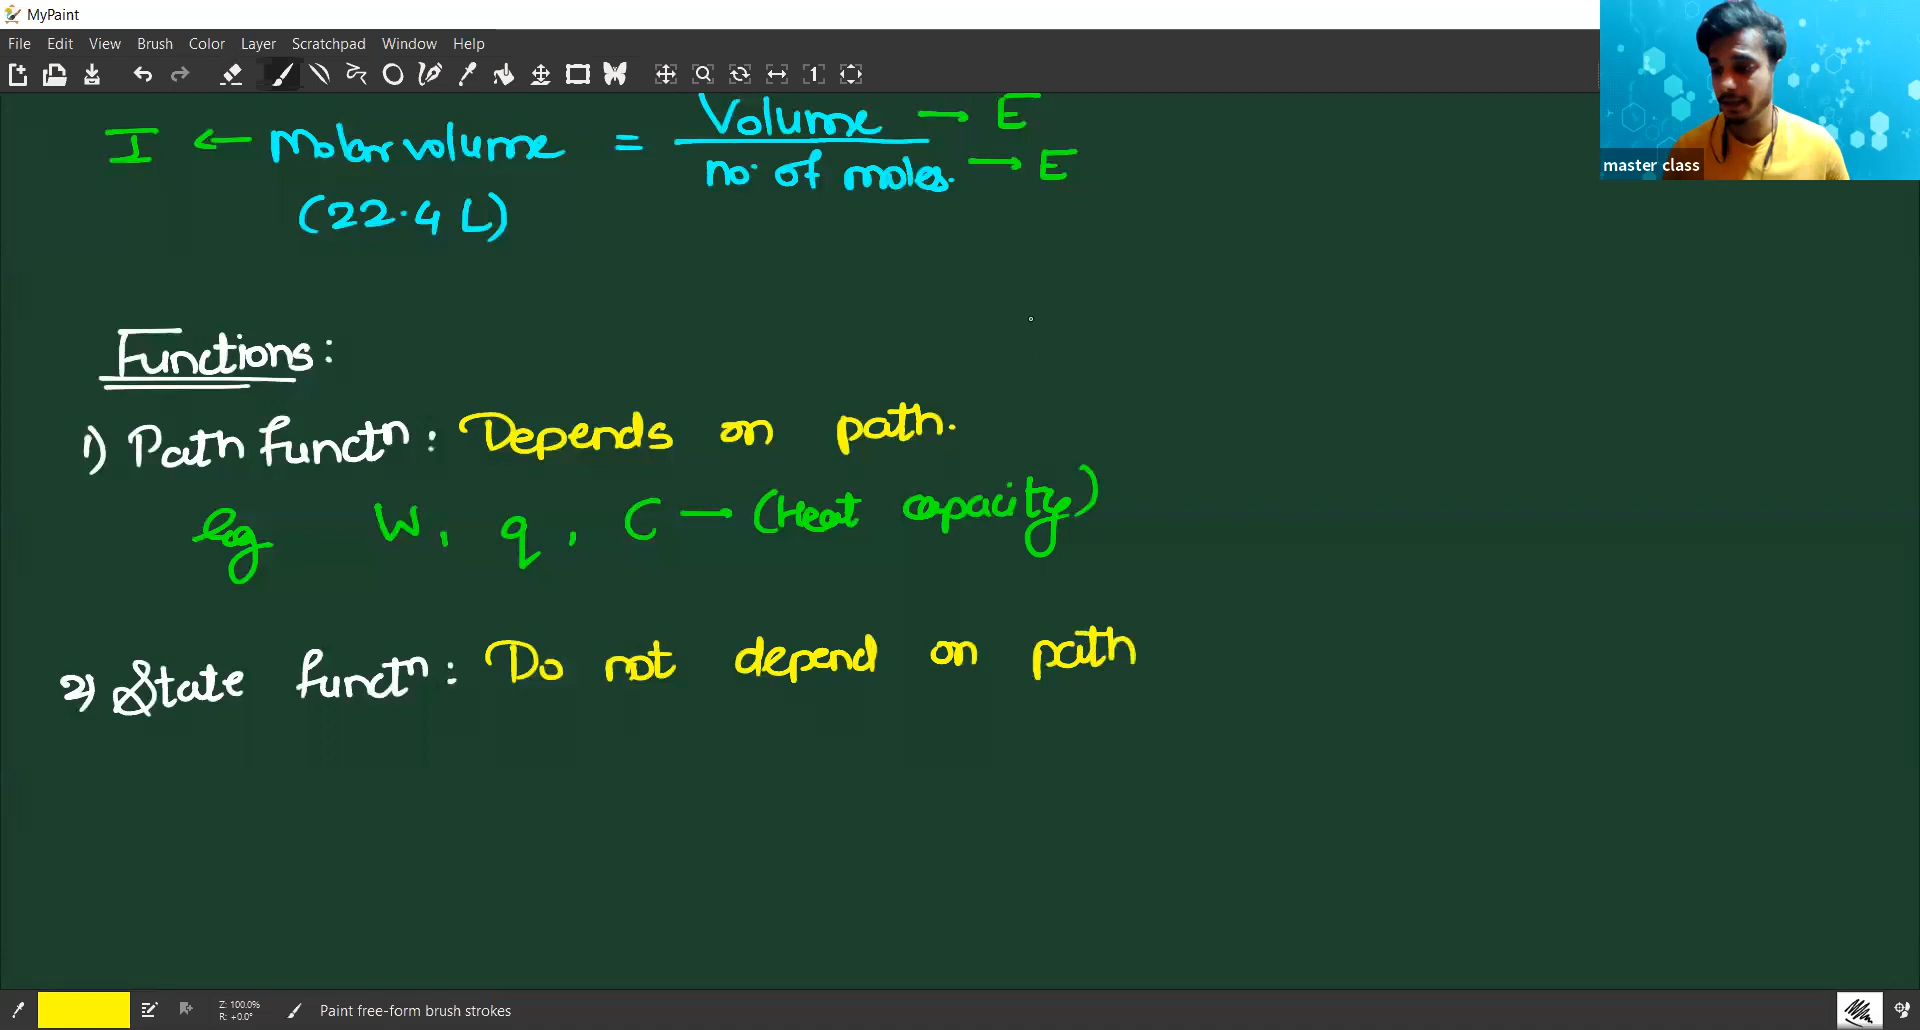 MyPaint
File Edit View Brush Color Layer Scratchpad Window Help
master class
I ← Molar volume = Volume → E
no. of moles. → E
(22.4 L)
Functions:
1) Path functⁿ: Depends on path.
eg W, q, C → (Heat capacity)
2) State functⁿ: Do not depend on path
Z: 100.0%
R: +0.0°
Paint free-form brush strokes